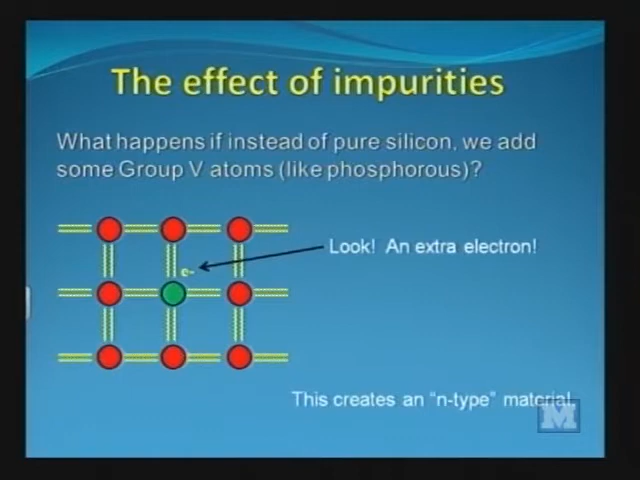 The effect of impurities
What happens if instead of pure silicon, we add
some Group V atoms (like phosphorous)?
Look! An extra electron!
e-
This creates an "n-type" material.
M